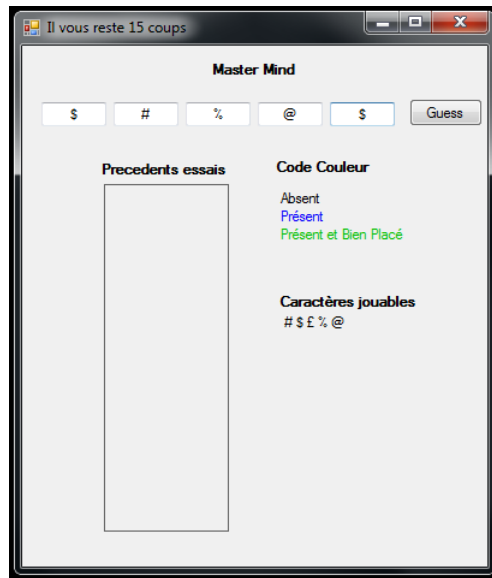 Il vous reste 15 coups
Master Mind
$ # % @ $ Guess
Precedents essais
Code Couleur
Absent
Présent
Présent et Bien Placé
Caractères jouables
# $ £ % @